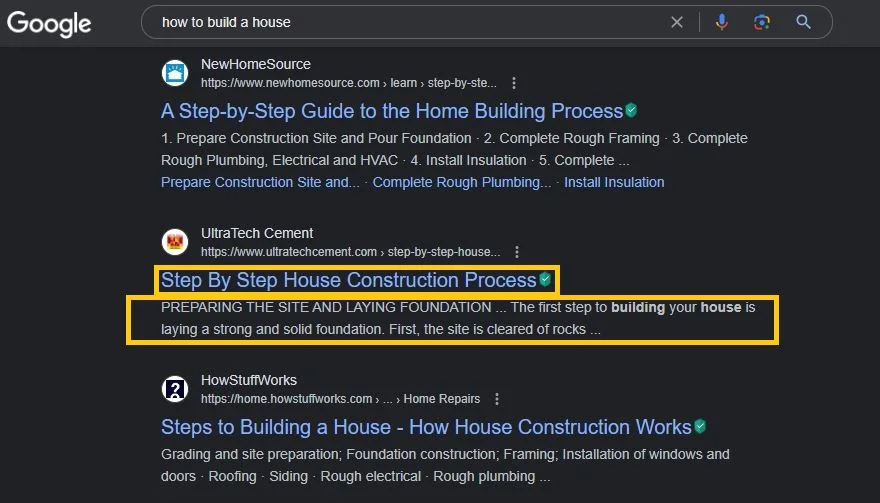 Google
how to build a house
NewHomeSource
https://www.newhomesource.com › learn › step-by-ste...
A Step-by-Step Guide to the Home Building Process
1. Prepare Construction Site and Pour Foundation · 2. Complete Rough Framing · 3. Complete
Rough Plumbing, Electrical and HVAC · 4. Install Insulation · 5. Complete ...
Prepare Construction Site and... · Complete Rough Plumbing... · Install Insulation
UltraTech Cement
https://www.ultratechcement.com › step-by-step-house...
Step By Step House Construction Process
PREPARING THE SITE AND LAYING FOUNDATION ... The first step to building your house is
laying a strong and solid foundation. First, the site is cleared of rocks ...
HowStuffWorks
https://home.howstuffworks.com › ... › Home Repairs
Steps to Building a House - How House Construction Works
Grading and site preparation; Foundation construction; Framing; Installation of windows and
doors · Roofing · Siding · Rough electrical · Rough plumbing ...